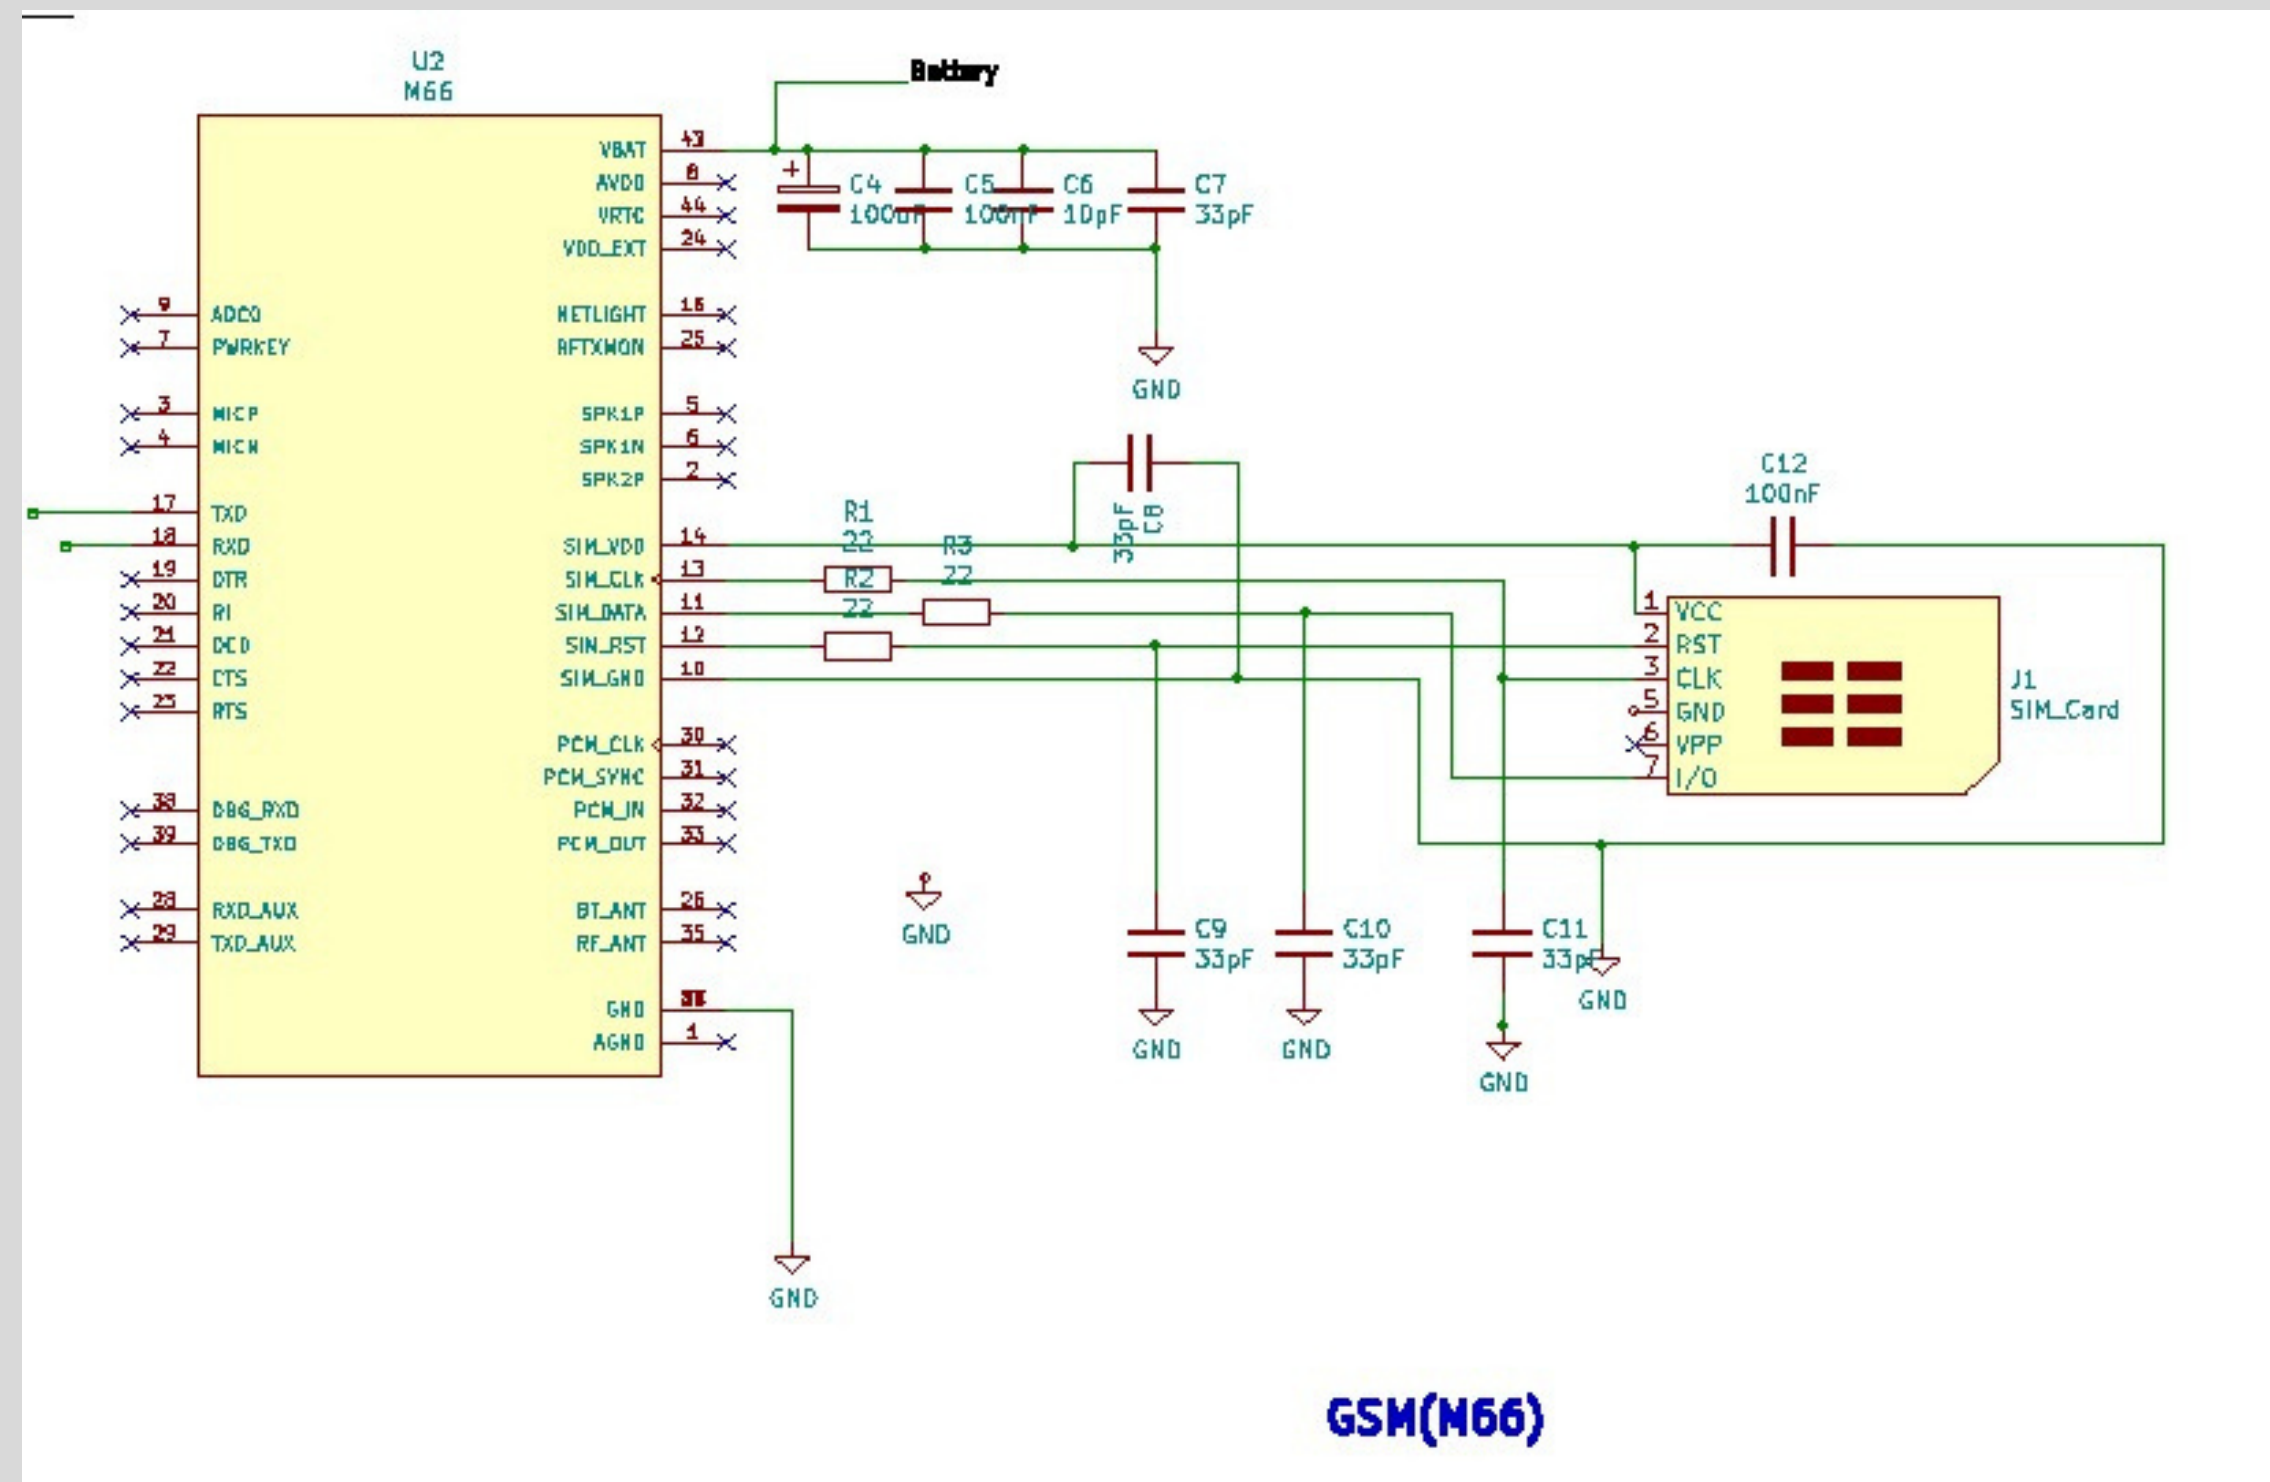 U2
M66
Battery
VBAT 43
AVDD 8
VRTC 44
VDD_EXT 24
+
C4
100uF
C5
100nF
C6
10pF
C7
33pF
GND
9 ADC0
7 PWRKEY
NETLIGHT 16
RFTXMON 25
3 MICP
4 MICN
SPK1P 5
SPK1N 6
SPK2P 2
17 TXD
18 RXD
19 DTR
20 RI
21 DCD
22 CTS
23 RTS
SIM_VDD 14
SIM_CLK 13
SIM_DATA 11
SIM_RST 12
SIM_GND 10
R1
22
R2
22
R3
22
33pF
C8
C12
100nF
1 VCC
2 RST
3 CLK
5 GND
6 VPP
7 I/O
J1
SIM_Card
PCM_CLK 30
PCM_SYNC 31
PCM_IN 32
PCM_OUT 33
38 DBG_RXD
39 DBG_TXD
28 RXD_AUX
29 TXD_AUX
BT_ANT 26
RF_ANT 35
GND
AGND 1
GND
C9
33pF
GND
C10
33pF
GND
C11
33pF
GND
GND
GND
GSM(M66)